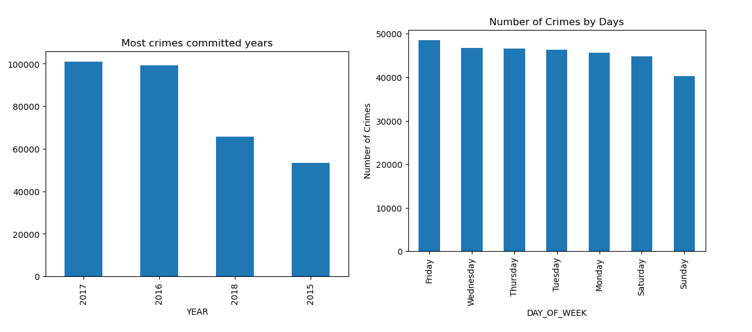 Most crimes committed years
100000
80000
60000
40000
20000
0
2017
2016
2018
2015
YEAR
Number of Crimes by Days
Number of Crimes
50000
40000
30000
20000
10000
0
Friday
Wednesday
Thursday
Tuesday
Monday
Saturday
Sunday
DAY_OF_WEEK